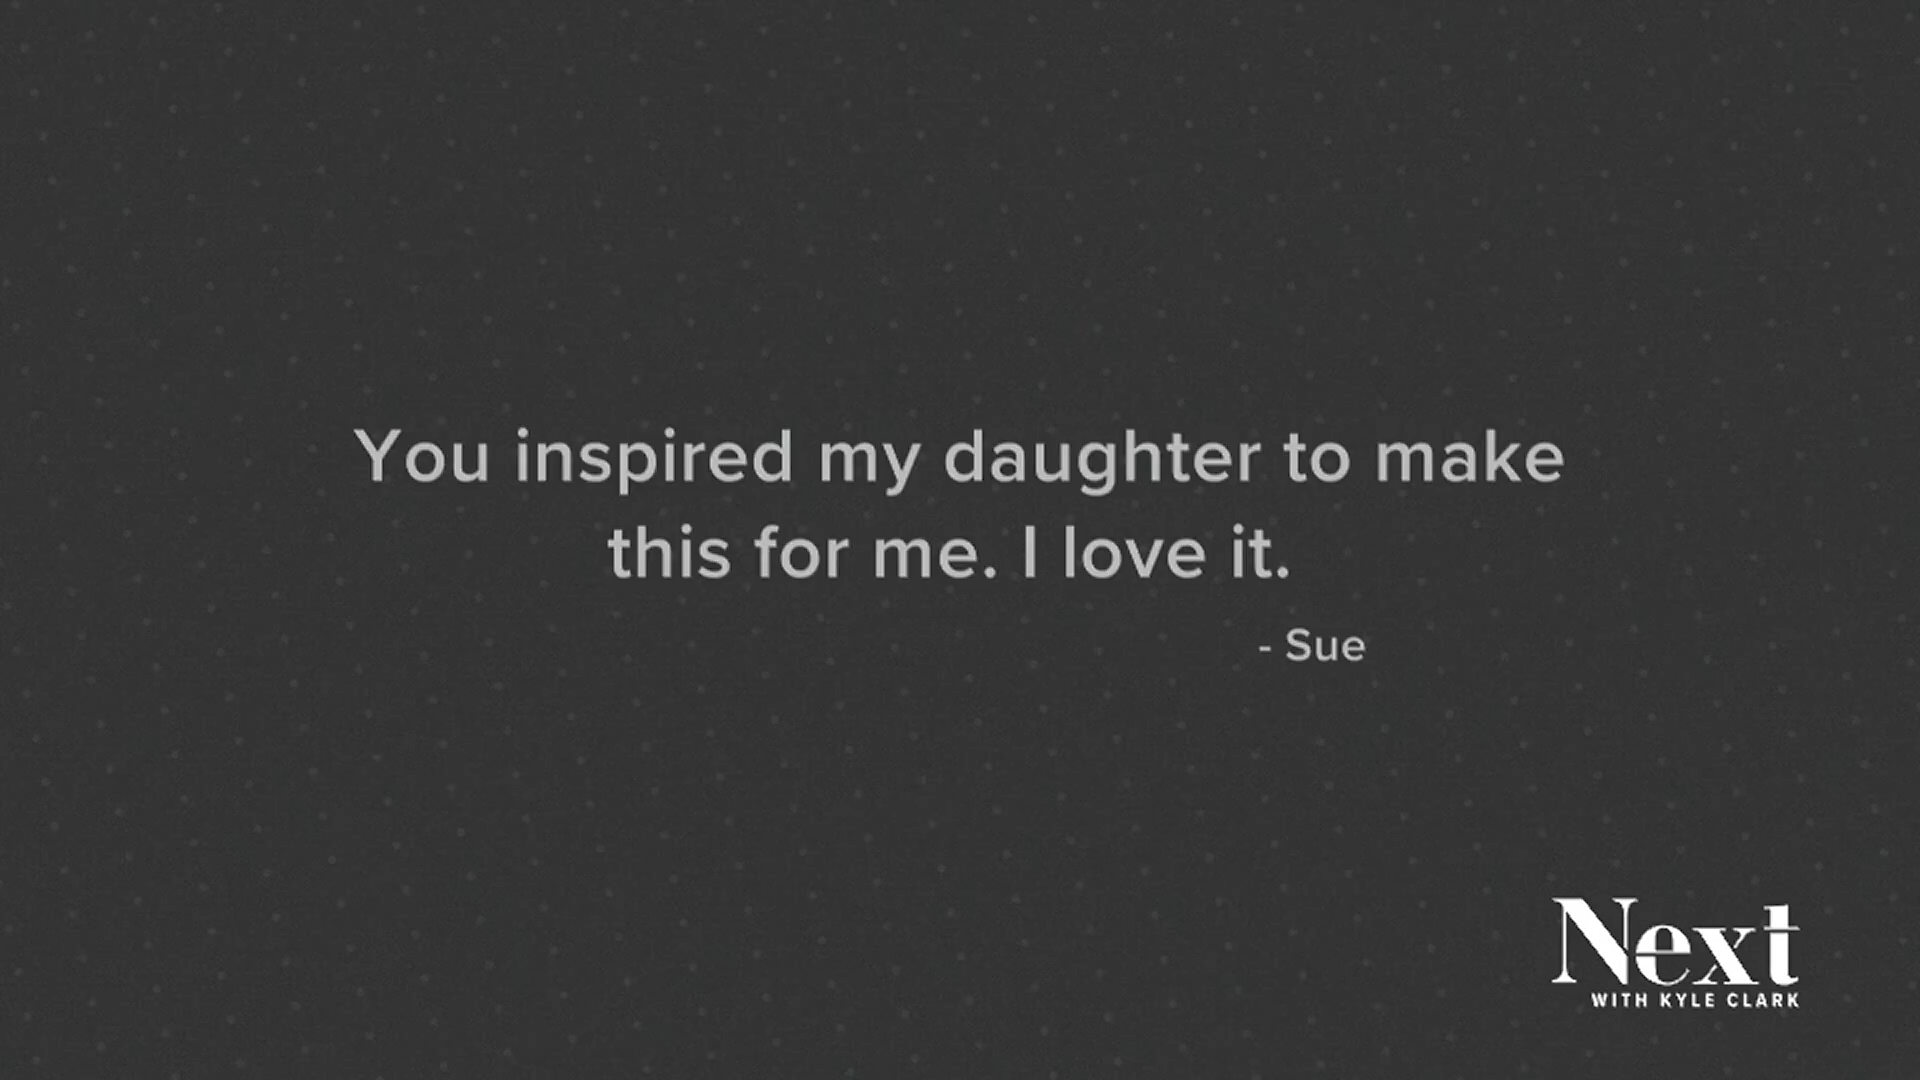 You inspired my daughter to make
this for me. I love it.
- Sue
Next
WITH KYLE CLARK